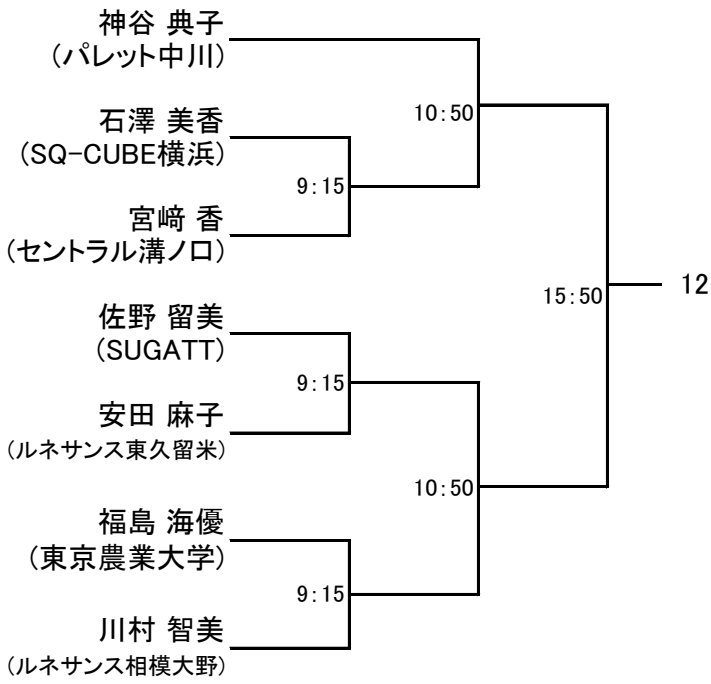 神谷 典子
(パレット中川)
10:50
石澤 美香
(SQ-CUBE横浜)
9:15
宮﨑 香
(セントラル溝ノ口)
15:50
12
佐野 留美
(SUGATT)
9:15
安田 麻子
(ルネサンス東久留米)
10:50
福島 海優
(東京農業大学)
9:15
川村 智美
(ルネサンス相模大野)